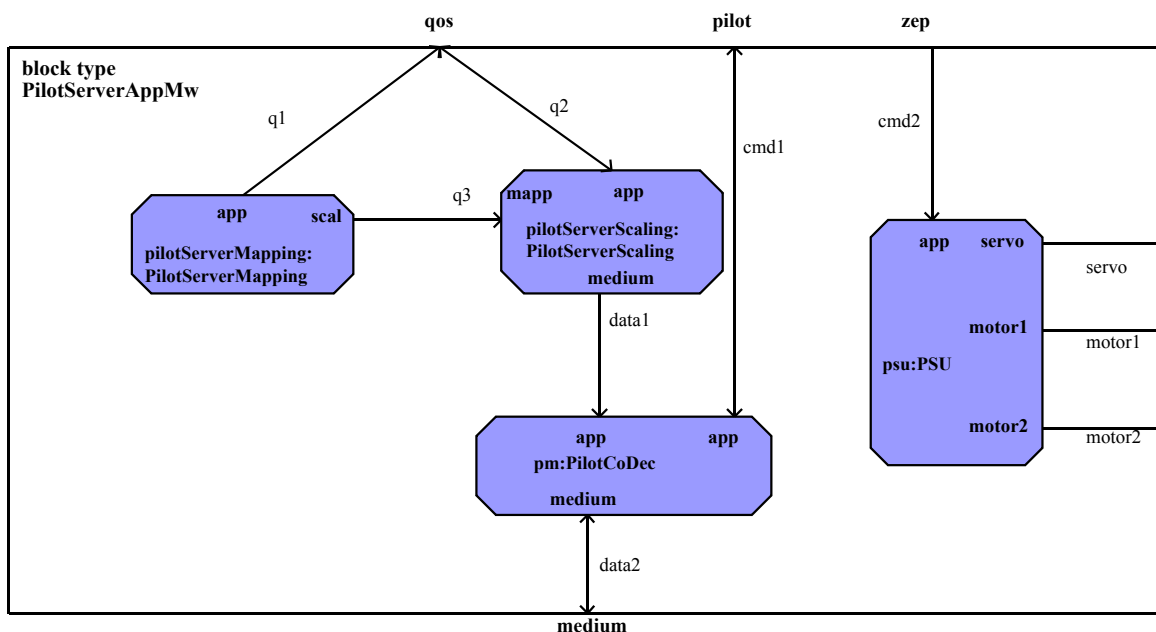 qos
pilot
zep
block type
PilotServerAppMw
q1
q2
cmd1
cmd2
q3
app
scal
pilotServerMapping:
PilotServerMapping
mapp
app
pilotServerScaling:
PilotServerScaling
medium
app
servo
motor1
psu:PSU
motor2
servo
motor1
motor2
data1
app
app
pm:PilotCoDec
medium
data2
medium